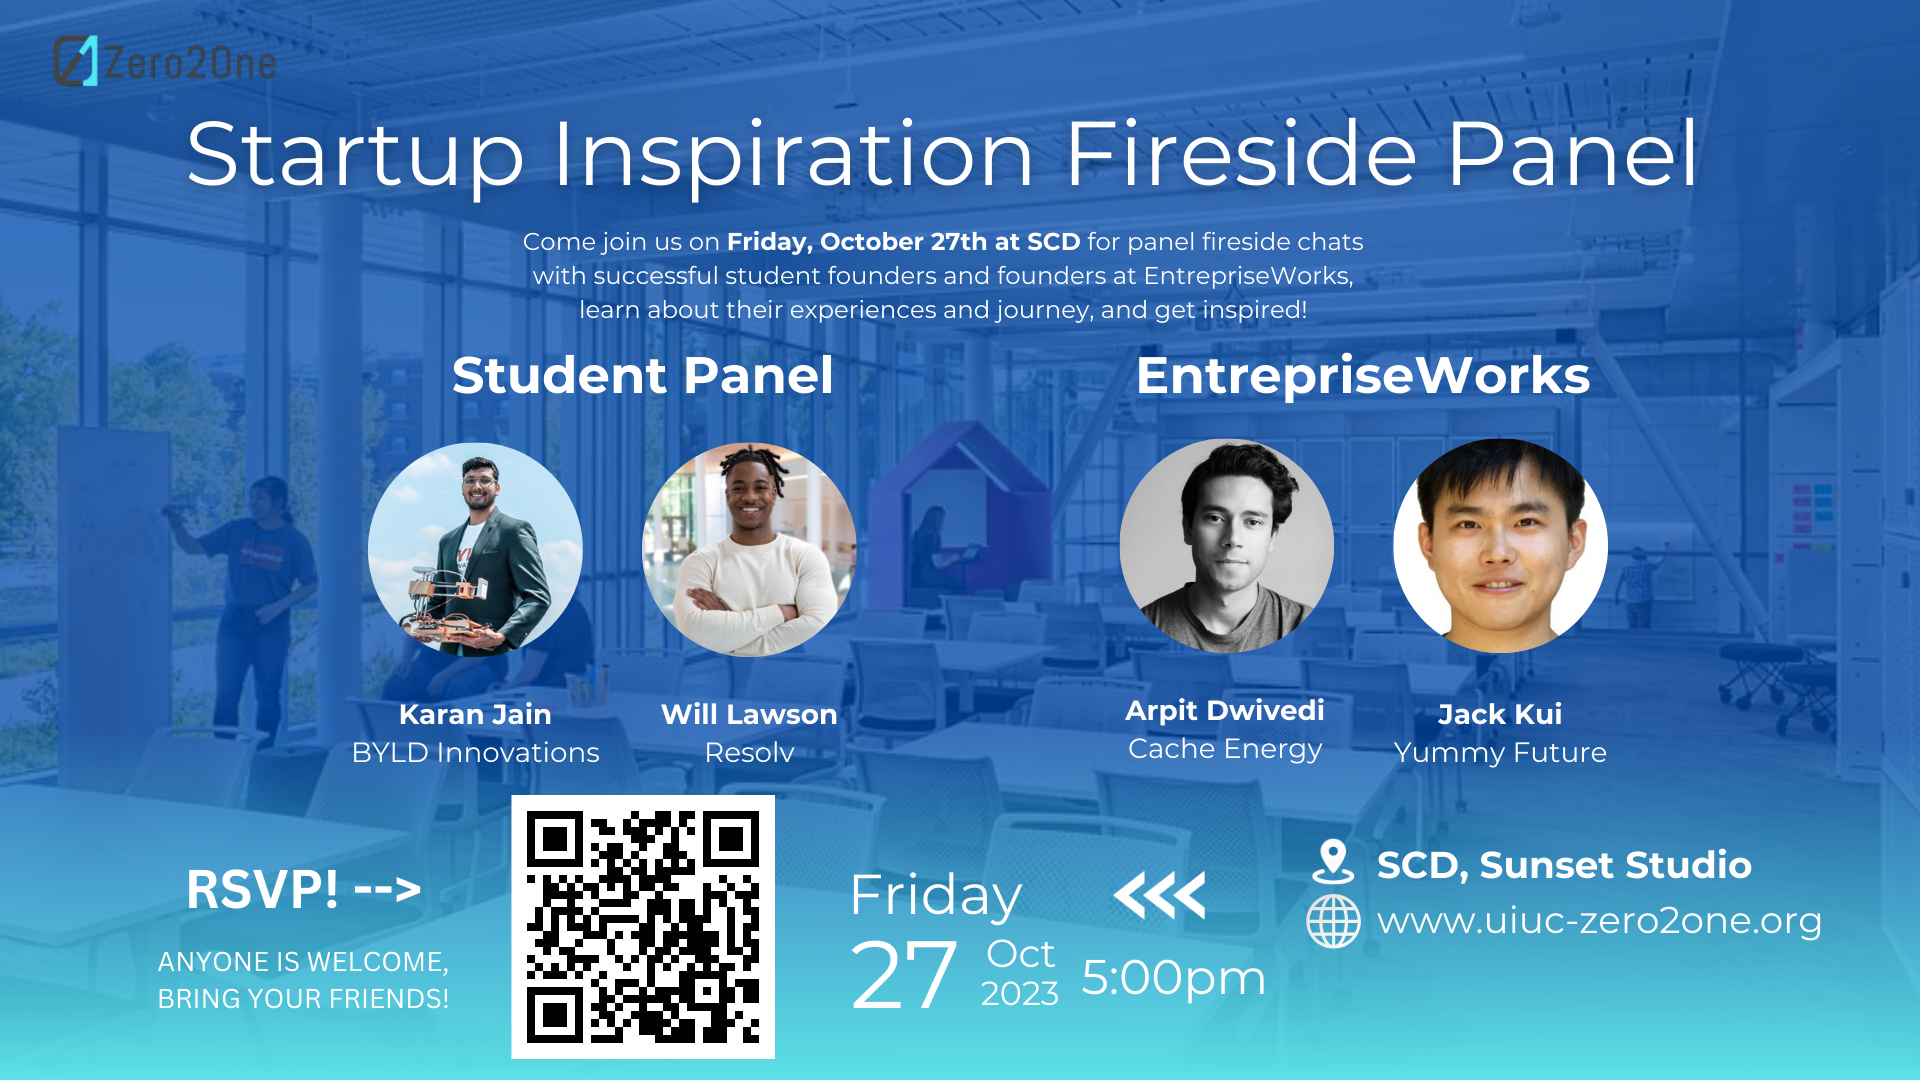 Zero2One
Startup Inspiration Fireside Panel
Come join us on Friday, October 27th at SCD for panel fireside chats
with successful student founders and founders at EntrepriseWorks,
learn about their experiences and journey, and get inspired!
Student Panel
EntrepriseWorks
Karan Jain
BYLD Innovations
Will Lawson
Resolv
Arpit Dwivedi
Cache Energy
Jack Kui
Yummy Future
RSVP! -->
ANYONE IS WELCOME,
BRING YOUR FRIENDS!
Friday
27 Oct
2023
5:00pm
SCD, Sunset Studio
www.uiuc-zero2one.org